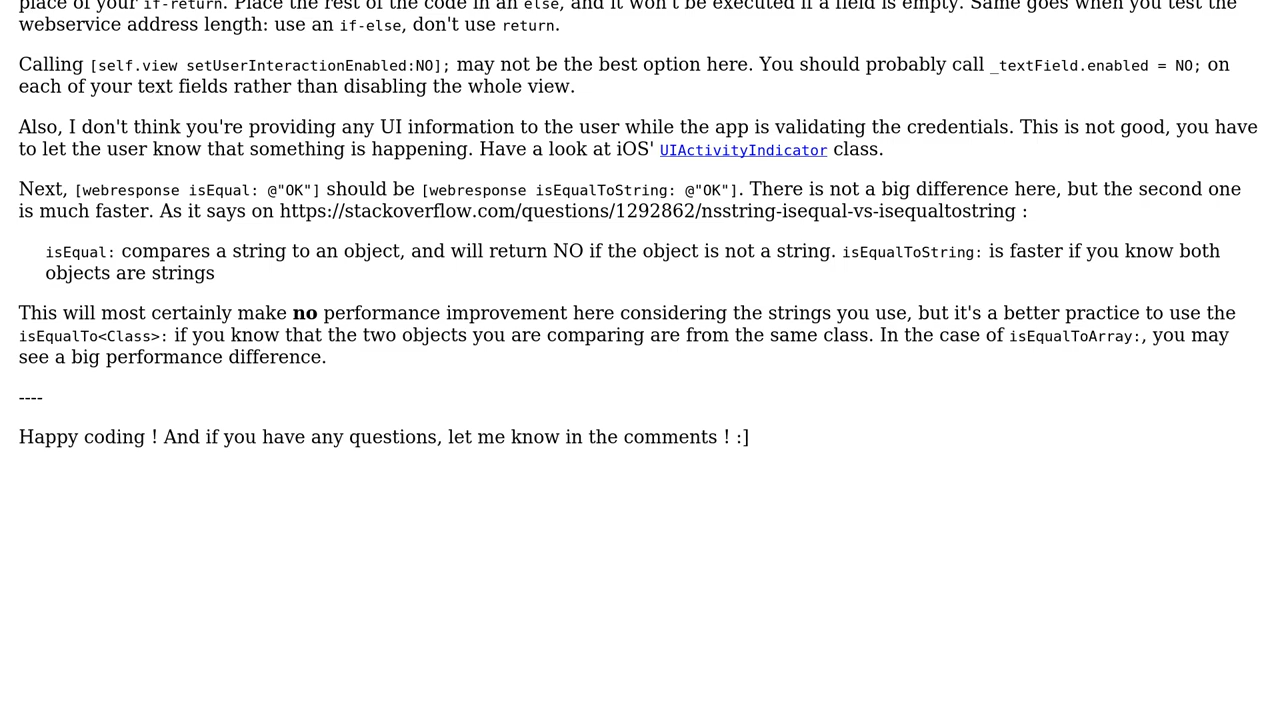 place of your if-return. Place the rest of the code in an else, and it won't be executed if a field is empty. Same goes when you test the
webservice address length: use an if-else, don't use return.
Calling [self.view setUserInteractionEnabled:NO]; may not be the best option here. You should probably call _textField.enabled = NO; on
each of your text fields rather than disabling the whole view.
Also, I don't think you're providing any UI information to the user while the app is validating the credentials. This is not good, you have
to let the user know that something is happening. Have a look at iOS' UIActivityIndicator class.
Next, [webresponse isEqual: @"OK"] should be [webresponse isEqualToString: @"OK"]. There is not a big difference here, but the second one
is much faster. As it says on https://stackoverflow.com/questions/1292862/nsstring-isequal-vs-isequaltostring :
isEqual: compares a string to an object, and will return NO if the object is not a string. isEqualToString: is faster if you know both
objects are strings
This will most certainly make no performance improvement here considering the strings you use, but it's a better practice to use the
isEqualTo<Class>: if you know that the two objects you are comparing are from the same class. In the case of isEqualToArray:, you may
see a big performance difference.
----
Happy coding ! And if you have any questions, let me know in the comments ! :]